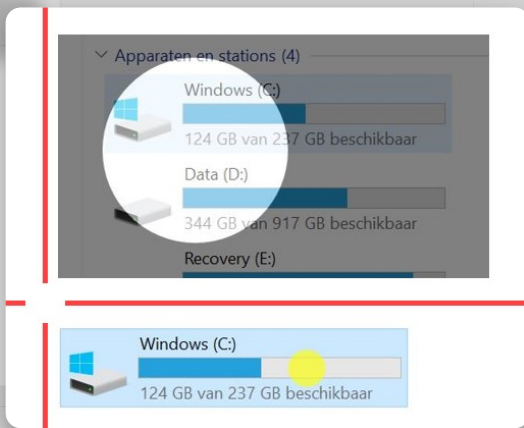 Apparaten en stations (4)
Windows (C:)
124 GB van 237 GB beschikbaar
Data (D:)
344 GB van 917 GB beschikbaar
Recovery (E:)
Windows (C:)
124 GB van 237 GB beschikbaar